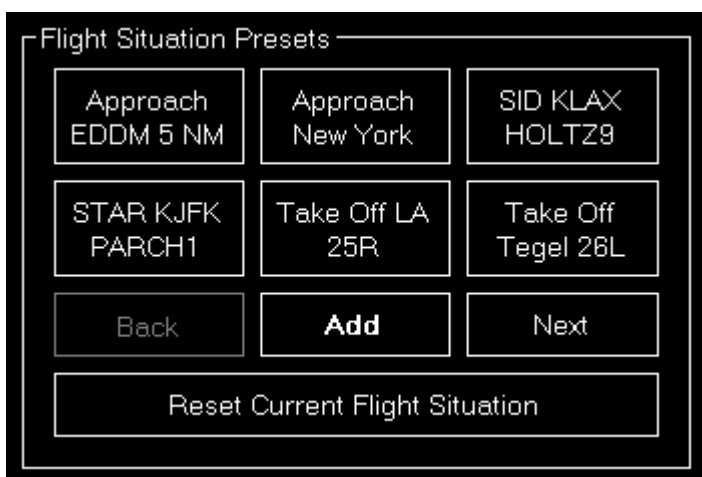 Flight Situation Presets
Approach
EDDM 5 NM
Approach
New York
SID KLAX
HOLTZ9
STAR KJFK
PARCH1
Take Off LA
25R
Take Off
Tegel 26L
Back
Add
Next
Reset Current Flight Situation